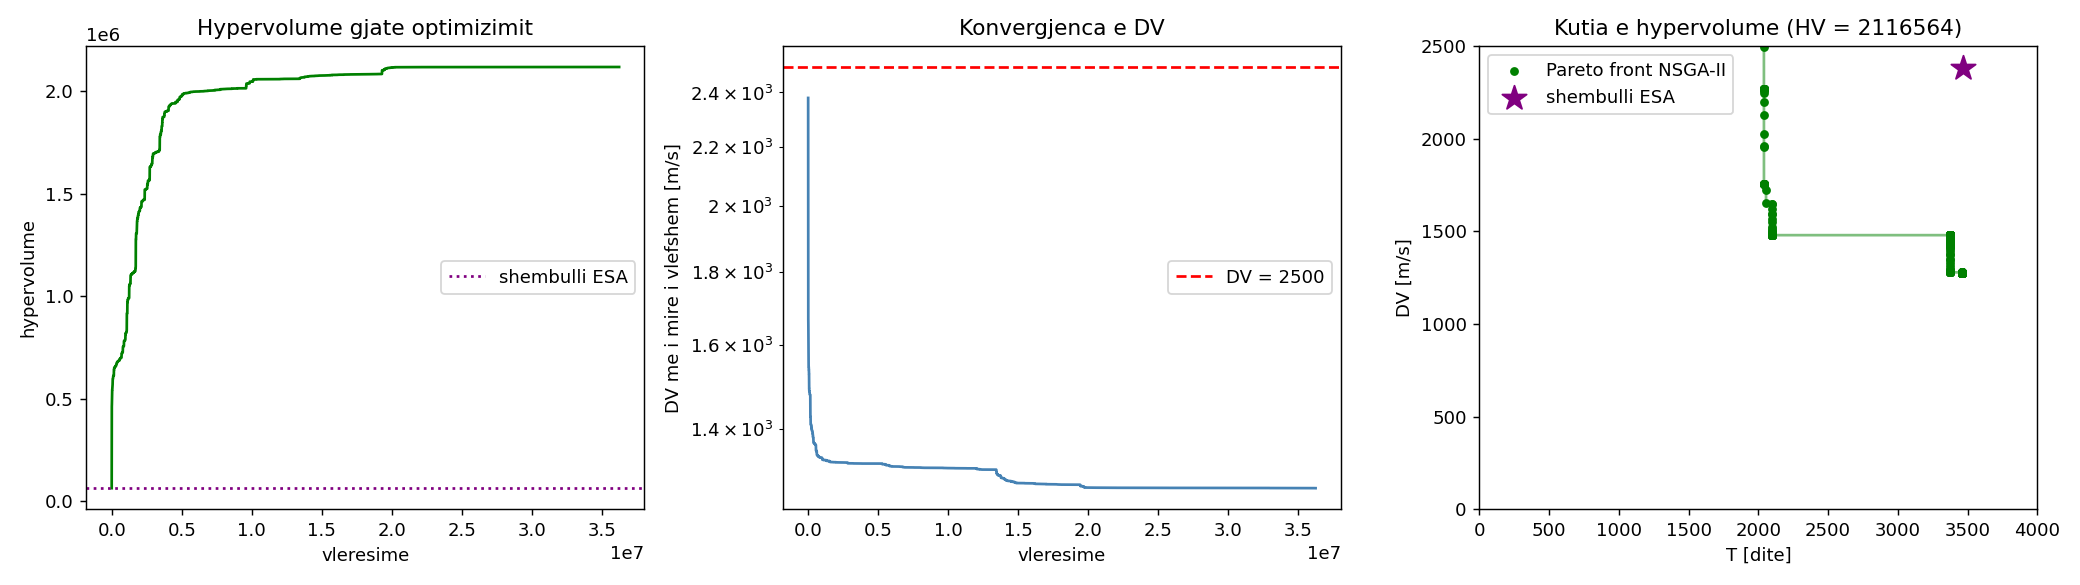 Hypervolume gjate optimizimit
1e6
2.0
1.5
1.0
0.5
0.0
hypervolume
shembulli ESA
0.0 0.5 1.0 1.5 2.0 2.5 3.0 3.5
1e7
vleresime
Konvergjenca e DV
2.4 × 10³
2.2 × 10³
2 × 10³
1.8 × 10³
1.6 × 10³
1.4 × 10³
DV me i mire i vlefshem [m/s]
DV = 2500
0.0 0.5 1.0 1.5 2.0 2.5 3.0 3.5
1e7
vleresime
Kutia e hypervolume (HV = 2116564)
2500
2000
1500
1000
500
0
DV [m/s]
Pareto front NSGA-II
shembulli ESA
0 500 1000 1500 2000 2500 3000 3500 4000
T [dite]